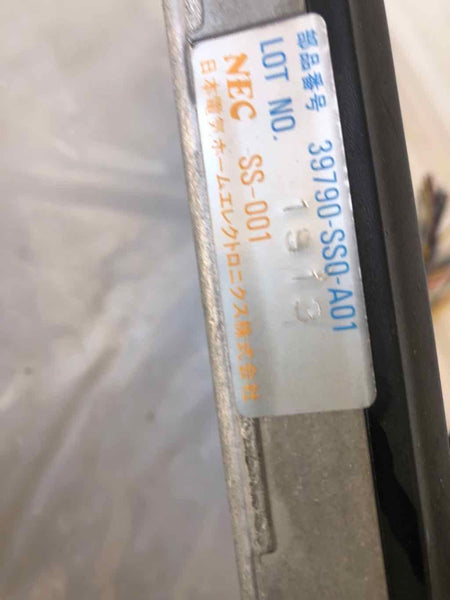 部品番号 39790-SS0-A01
LOT NO. 1913
NEC SS-001
日本電気ホームエレクトロニクス株式会社